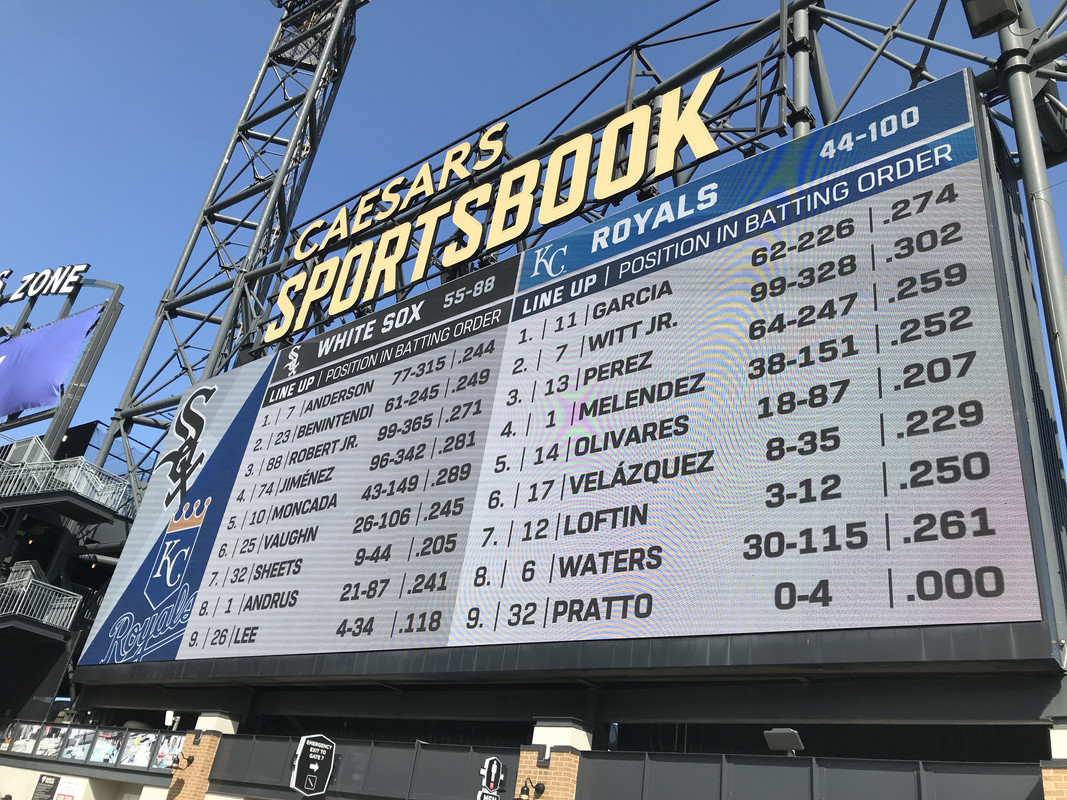 CAESARS
SPORTSBOOK
ZONE
WHITE SOX 55-88
LINE UP | POSITION IN BATTING ORDER
1. | 7 | ANDERSON 77-315 | .244
2. | 23 | BENINTENDI 61-245 | .249
3. | 88 | ROBERT JR. 99-365 | .271
4. | 74 | JIMÉNEZ 96-342 | .281
5. | 10 | MONCADA 43-149 | .289
6. | 25 | VAUGHN 26-106 | .245
7. | 32 | SHEETS 9-44 | .205
8. | 1 | ANDRUS 21-87 | .241
9. | 26 | LEE 4-34 | .118
KC ROYALS 44-100
LINE UP | POSITION IN BATTING ORDER
1. | 11 | GARCIA 62-226 | .274
2. | 7 | WITT JR. 99-328 | .302
3. | 13 | PEREZ 64-247 | .259
4. | 1 | MELENDEZ 38-151 | .252
5. | 14 | OLIVARES 18-87 | .207
6. | 17 | VELÁZQUEZ 8-35 | .229
7. | 12 | LOFTIN 3-12 | .250
8. | 6 | WATERS 30-115 | .261
9. | 32 | PRATTO 0-4 | .000
Sox
KC
Royals
EMERGENCY
EXIT TO
GATE 7
MEN